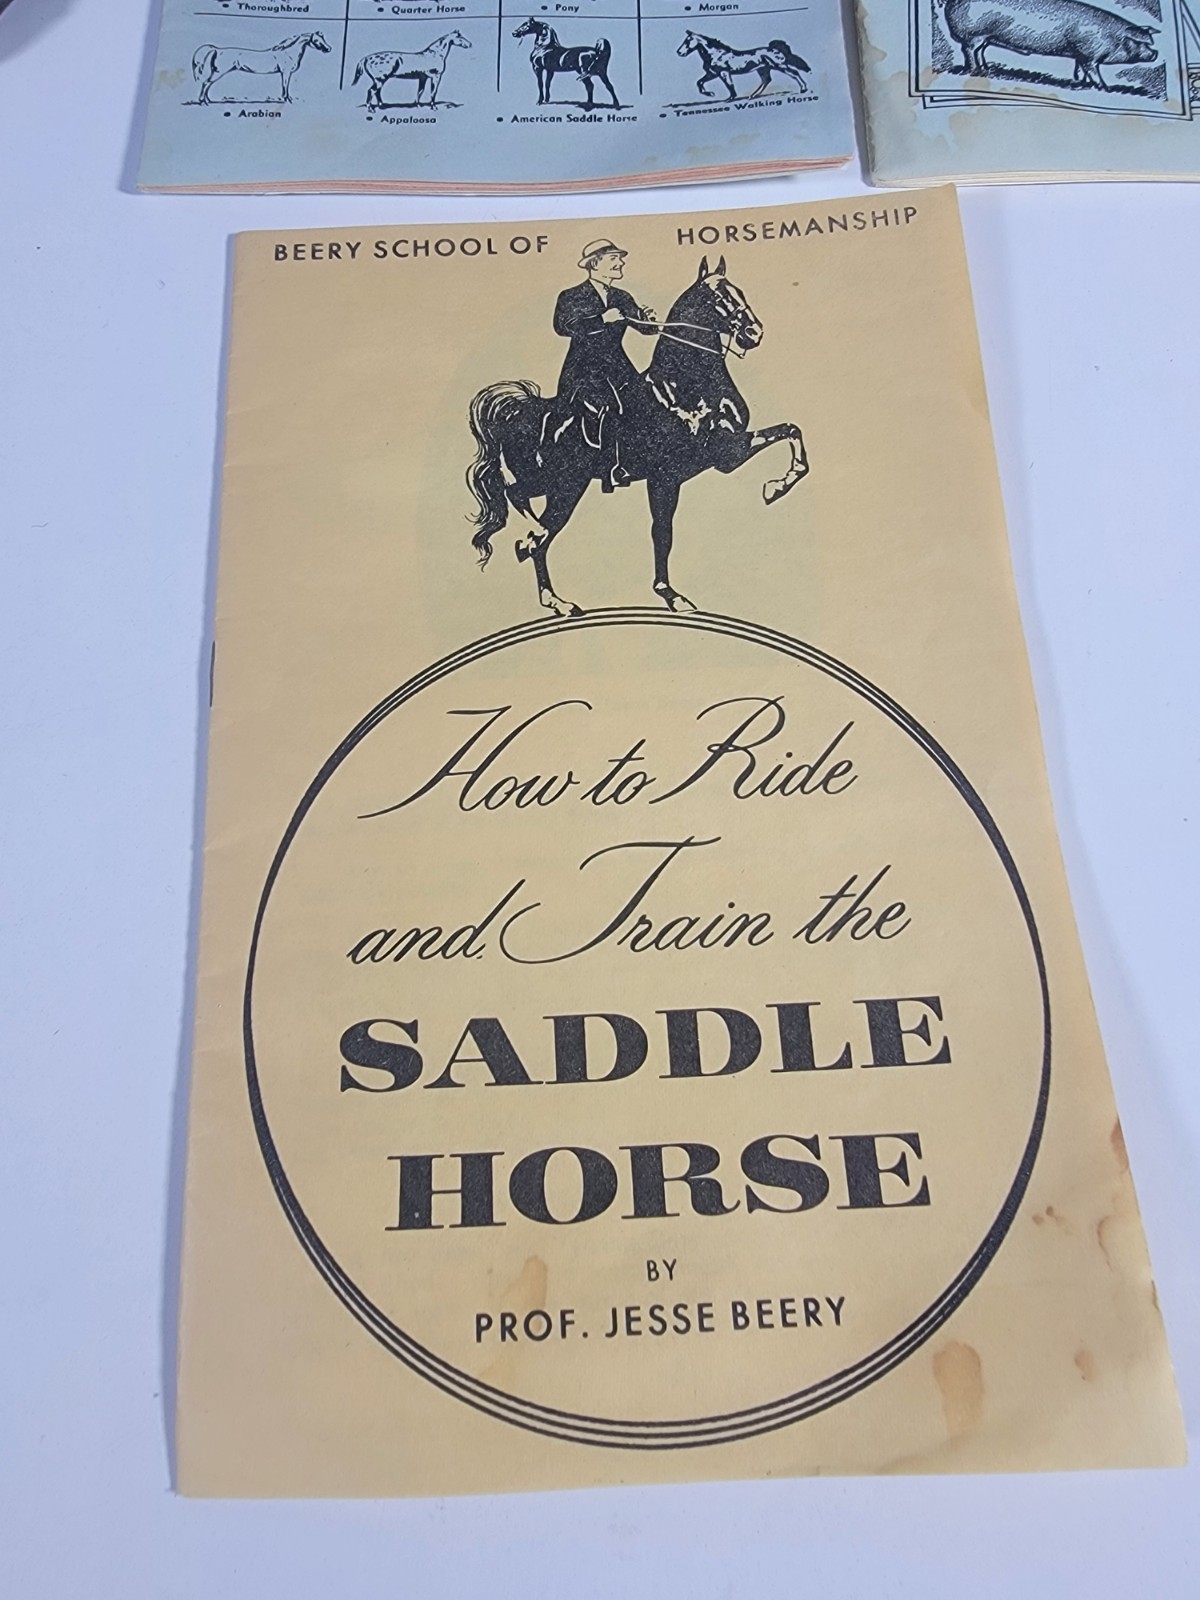 • Thoroughbred • Quarter Horse • Pony • Morgan
• Arabian • Appaloosa • American Saddle Horse • Tennessee Walking Horse
BEERY SCHOOL OF HORSEMANSHIP
How to Ride
and Train the
SADDLE
HORSE
BY
PROF. JESSE BEERY